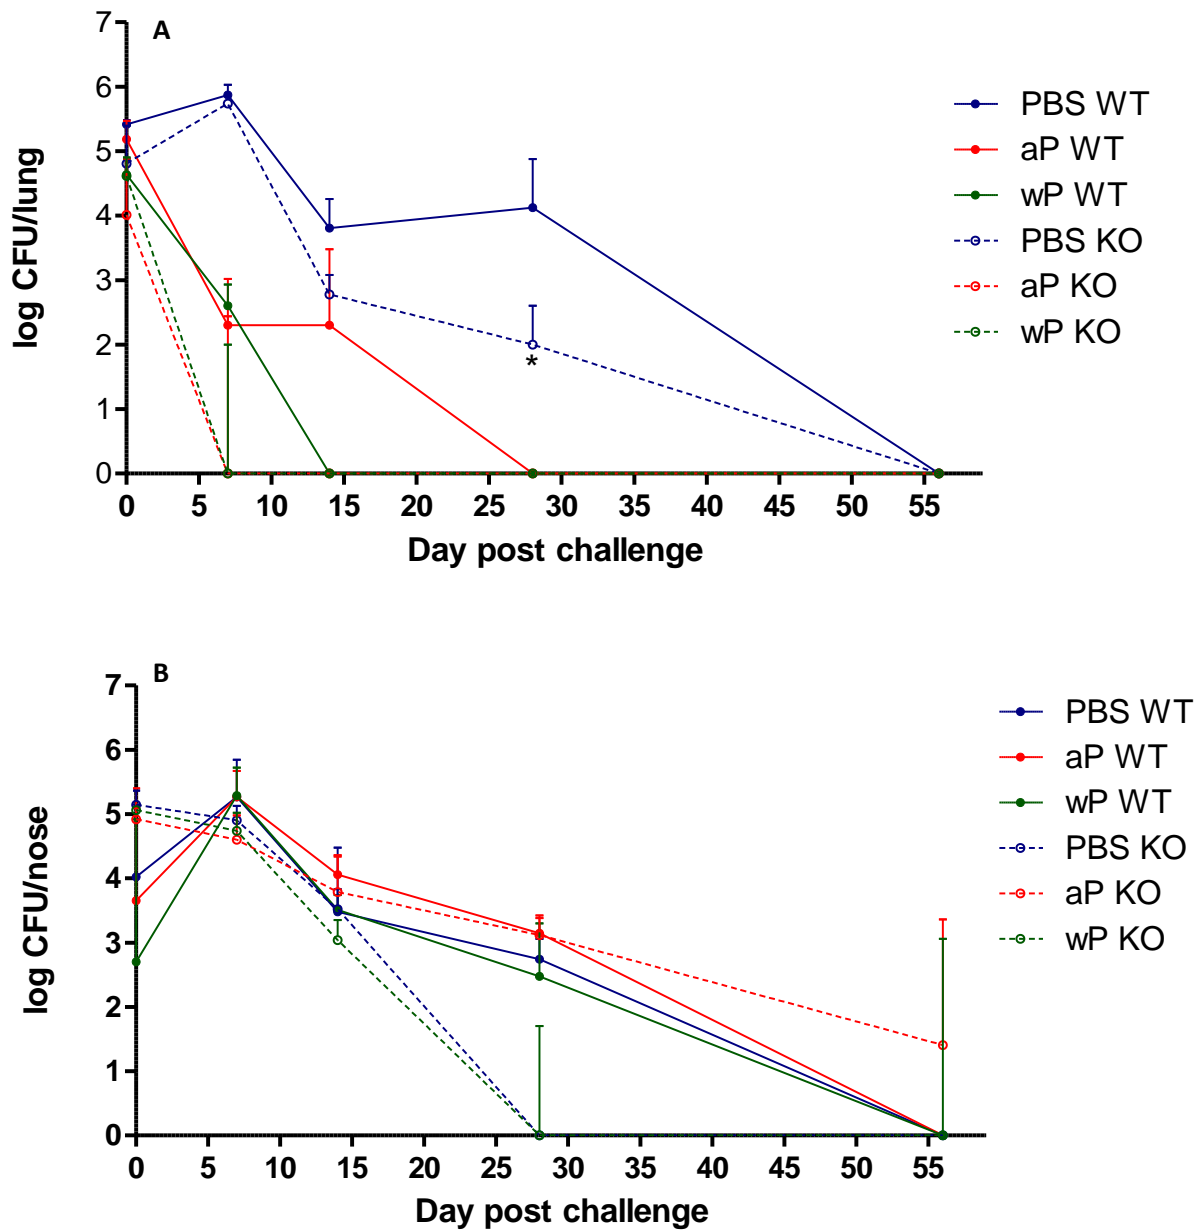 A
7
6
5
4
3
2
1
0
log CFU/lung
0 5 10 15 20 25 30 35 40 45 50 55
Day post challenge
PBS WT
aP WT
wP WT
PBS KO
aP KO
wP KO
*
B
7
6
5
4
3
2
1
0
log CFU/nose
0 5 10 15 20 25 30 35 40 45 50 55
Day post challenge
PBS WT
aP WT
wP WT
PBS KO
aP KO
wP KO